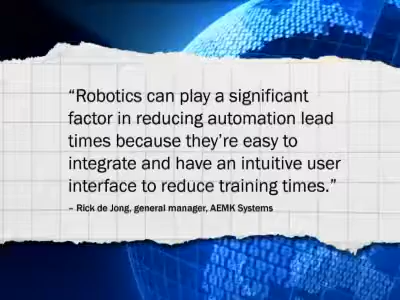 “Robotics can play a significant
factor in reducing automation lead
times because they’re easy to
integrate and have an intuitive user
interface to reduce training times.”
– Rick de Jong, general manager, AEMK Systems